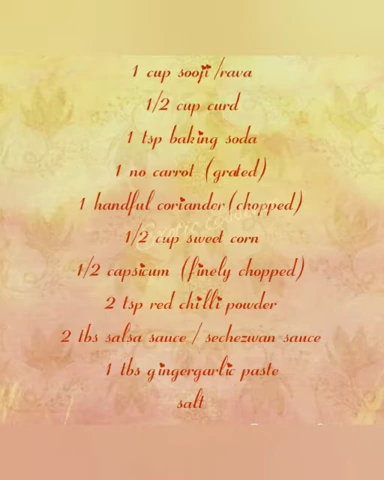 1 cup sooji /rava
1/2 cup curd
1 tsp baking soda
1 no carrot (grated)
1 handful coriander (chopped)
1/2 cup sweet corn
1/2 capsicum (finely chopped)
2 tsp red chilli powder
2 tbs salsa sauce / sechezwan sauce
1 tbs gingergarlic paste
salt